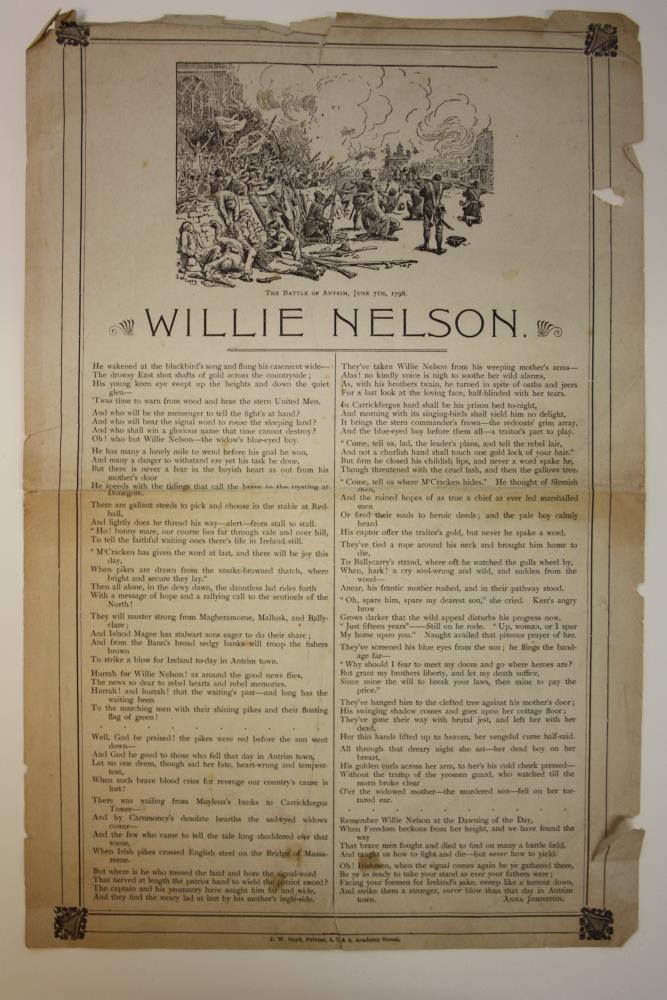 THE BATTLE OF ANTRIM, JUNE 7TH, 1798.
WILLIE NELSON.
He wakened at the blackbird's song and flung his casement wide—
The drowsy East shot shafts of gold across the countryside;
His young keen eye swept up the heights and down the quiet
glen—
'Twas time to warn from wood and brae the stern United Men.
And who will be the messenger to tell the fight's at hand?
And who will bear the signal word to rouse the sleeping land?
And who shall win a glorious name that time cannot destroy?
Oh! who but Willie Nelson—the widow's blue-eyed boy.
He has many a lonely mile to wend before his goal be won,
And many a danger to withstand ere yet his task be done,
But there is never a fear in the boyish heart as out from his
mother's door
He speeds with the tidings that call the brave to the trysting at
Donegore.
There are gallant steeds to pick and choose in the stable at Red-
hall,
And lightly does he thread his way—alert—from stall to stall.
"Ho! bonny mare, our course lies far through vale and over hill,
To tell the faithful waiting ones there's life in Ireland still.
"M'Cracken has given the word at last, and there will be joy this
day,
When pikes are drawn from the smoke-browned thatch, where
bright and secure they lay."
Then all alone, in the dewy dawn, the dauntless lad rides forth
With a message of hope and a rallying call to the sentinels of the
North!
They will muster strong from Magheramorne, Mallusk, and Bally-
clare;
And Island Magee has stalwart sons eager to do their share;
And from the Bann's broad sedgy banks will troop the fishers
brown
To strike a blow for Ireland to-day in Antrim town.
Hurrah for Willie Nelson! as around the good news flies,
The news so dear to rebel hearts and rebel memories.
Hurrah! and hurrah! that the waiting's past—and long has the
waiting been
To the marching men with their shining pikes and their floating
flag of green!
Well, God be praised! the pikes were red before the sun went
down—
And God be good to those who fell that day in Antrim town,
Let no one deem, though sad her fate, heart-wrung and tempest-
tost,
When such brave blood cries for revenge our country's cause is
lost!
There was wailing from Moylena's banks to Carrickfergus
Tower—
And by Carnmoney's desolate hearths the sad-eyed widows
cower—
And the few who came to tell the tale long shuddered o'er that
scene,
When Irish pikes crossed English steel on the Bridge of Massa-
reene.
But where is he who roused the land and bore the signal-word
That nerved at length the patriot hand to wield the patriot sword?
The captain and his yeomanry have sought him far and wide,
And they find the weary lad at last by his mother's ingle-side.
They've taken Willie Nelson from his weeping mother's arms—
Alas! no kindly voice is nigh to soothe her wild alarms,
As, with his brothers twain, he turned in spite of oaths and jeers
For a last look at the loving face, half-blinded with her tears.
In Carrickfergus hard shall be his prison bed to-night,
And morning with its singing-birds shall yield him no delight,
It brings the stern commander's frown—the redcoats' grim array,
And the blue-eyed boy before them all—a traitor's part to play.
"Come, tell us, lad, the leader's plans, and tell the rebel lair,
And not a churlish hand shall touch one gold lock of your hair."
But firm he closed his childish lips, and never a word spake he,
Though threatened with the cruel lash, and then the gallows tree.
"Come, tell us where M'Cracken hides." He thought of Slemish
then,
And the ruined hopes of as true a chief as ever led marshalled
men
Or fired their souls to heroic deeds; and the pale boy calmly
heard
His captor offer the traitor's gold, but never he spake a word.
They've tied a rope around his neck and brought him home to
die,
To Ballycarry's strand, where oft he watched the gulls wheel by,
When, hark! a cry soul-wrung and wild, and sudden from the
wood—
Anear, his frantic mother rushed, and in their pathway stood.
"Oh, spare him, spare my dearest son," she cried. Kerr's angry
brow
Grows darker that the wild appeal disturbs his progress now.
"Just fifteen years"—Still on he rode. "Up, woman, or I spur
My horse upon you." Naught availed that piteous prayer of her.
They've screened his blue eyes from the sun; he flings the band-
age far—
"Why should I fear to meet my doom and go where heroes are?
But grant my brothers liberty, and let my death suffice,
Since mine the will to break your laws, then mine to pay the
price."
They've hanged him to the clefted tree against his mother's door;
His swinging shadow comes and goes upon her cottage floor;
They've gone their way with brutal jest, and left her with her
dead,
Her thin hands lifted up to heaven, her vengeful curse half-said.
All through that dreary night she sat—her dead boy on her
breast,
His golden curls across her arm, to her's his cold cheek pressed—
Without the tramp of the yeomen guard, who watched till the
morn broke clear
O'er the widowed mother—the murdered son—fell on her tor-
tured ear.
Remember Willie Nelson at the Dawning of the Day,
When Freedom beckons from her height, and we have found the
way
That brave men fought and died to find on many a battle field,
And taught us how to fight and die—but never how to yield.
Oh! Irishmen, when the signal comes again be ye gathered there,
Be ye as ready to take your stand as ever your fathers were;
Facing your foemen for Ireland's sake, sweep like a torrent down,
And strike them a stronger, surer blow than that day in Antrim
town. ANNA JOHNSTON.
J. W. Boyd, Printer, 5, 7 & 9, Academy Street.